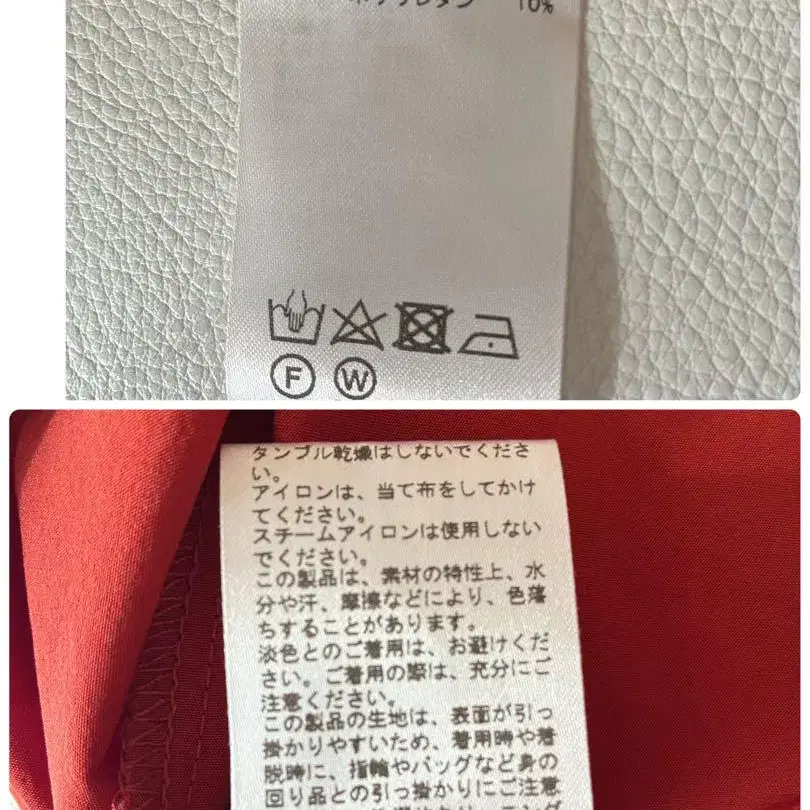 ポリウレタン 10%
F W
タンブル乾燥はしないでくださ
い。
アイロンは、当て布をしてかけ
てください。
スチームアイロンは使用しない
でください。
この製品は、素材の特性上、水
分や汗、摩擦などにより、色落
ちすることがあります。
淡色とのご着用は、お避けくだ
さい。ご着用の際は、充分にご
注意ください。
この製品の生地は、表面が引っ
掛かりやすいため、着用時や着
脱時に、指輪やバッグなど身の
回り品との引っ掛かりにご注意